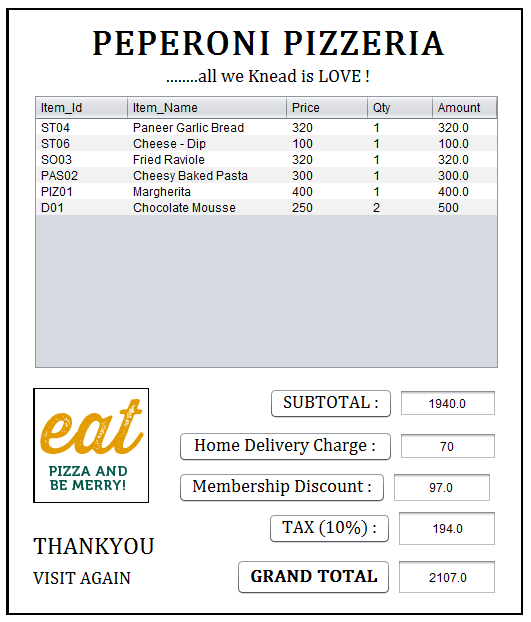 PEPERONI PIZZERIA
........all we Knead is LOVE !
Item_Id Item_Name Price Qty Amount
ST04 Paneer Garlic Bread 320 1 320.0
ST06 Cheese - Dip 100 1 100.0
SO03 Fried Raviole 320 1 320.0
PAS02 Cheesy Baked Pasta 300 1 300.0
PIZ01 Margherita 400 1 400.0
D01 Chocolate Mousse 250 2 500
SUBTOTAL : 1940.0
Home Delivery Charge : 70
Membership Discount : 97.0
TAX (10%) : 194.0
GRAND TOTAL 2107.0
eat
PIZZA AND
BE MERRY!
THANKYOU
VISIT AGAIN